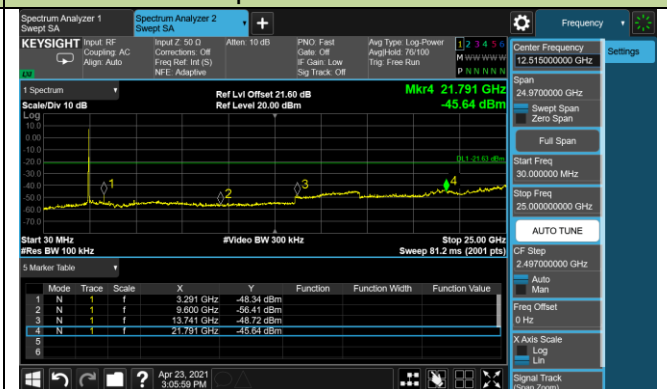 Spectrum Analyzer 1
Swept SA
Spectrum Analyzer 2
Swept SA
+
Frequency
KEYSIGHT
Input: RF
Coupling: AC
Align: Auto
Input Z: 50 Ω
Corrections: Off
Freq Ref: Int (S)
NFE: Adaptive
Atten: 10 dB
PNO: Fast
Gate: Off
IF Gain: Low
Sig Track: Off
Avg Type: Log-Power
Avg|Hold: 76/100
Trig: Free Run
1 2 3 4 5 6
M W W W W W
P N N N N N
LXI
1 Spectrum
Scale/Div 10 dB
Log
Ref Lvl Offset 21.60 dB
Ref Level 20.00 dBm
Mkr4 21.791 GHz
-45.64 dBm
10.0
0.00
-10.0
-20.0
-30.0
-40.0
-50.0
-60.0
-70.0
DL1 -21.63 dBm
1
2
3
4
Start 30 MHz
#Res BW 100 kHz
#Video BW 300 kHz
Stop 25.00 GHz
Sweep 81.2 ms (2001 pts)
5 Marker Table
Mode Trace Scale X Y Function Function Width Function Value
1 N 1 f 3.291 GHz -48.34 dBm
2 N 1 f 9.600 GHz -56.41 dBm
3 N 1 f 13.741 GHz -48.72 dBm
4 N 1 f 21.791 GHz -45.64 dBm
5
6
?
Apr 23, 2021
3:05:59 PM
Center Frequency
12.515000000 GHz
Settings
Span
24.9700000 GHz
Swept Span
Zero Span
Full Span
Start Freq
30.000000 MHz
Stop Freq
25.000000000 GHz
AUTO TUNE
CF Step
2.497000000 GHz
Auto
Man
Freq Offset
0 Hz
X Axis Scale
Log
Lin
Signal Track
(Span Zoom)